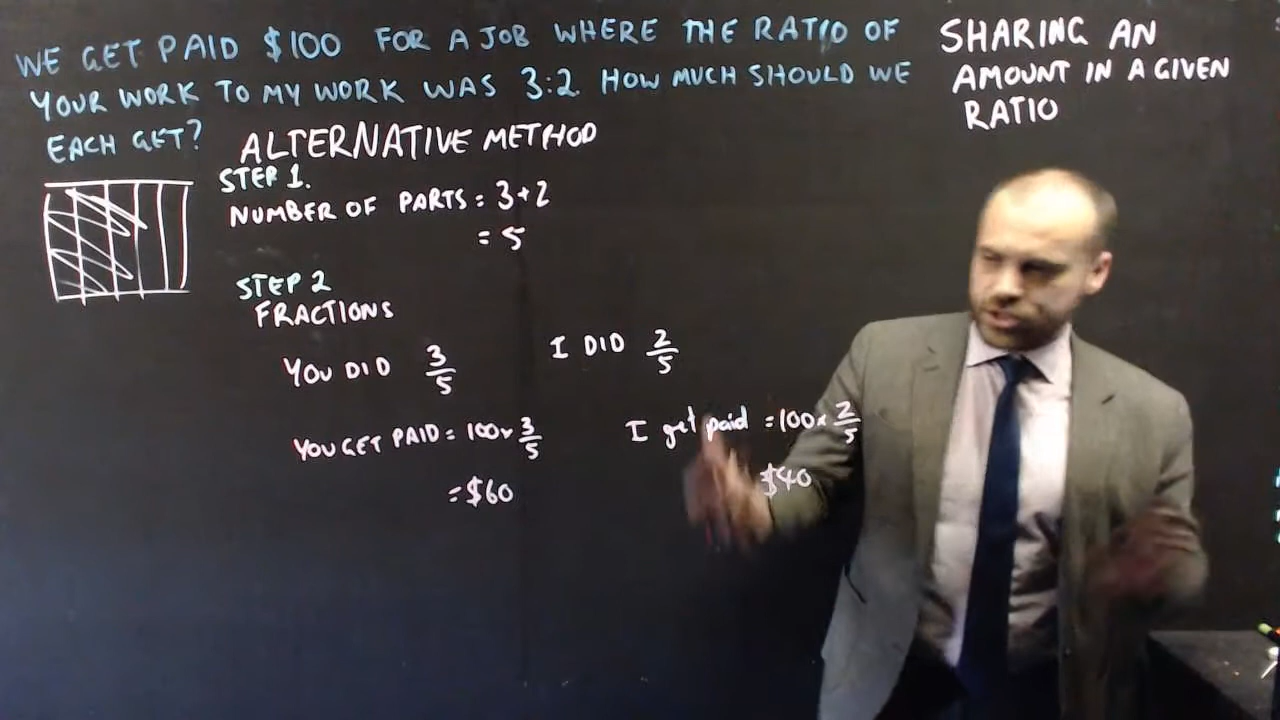 WE GET PAID $100 FOR A JOB WHERE THE RATIO OF
YOUR WORK TO MY WORK WAS 3:2. HOW MUCH SHOULD WE
EACH GET?
SHARING AN
AMOUNT IN A GIVEN
RATIO
ALTERNATIVE METHOD
STEP 1.
NUMBER OF PARTS = 3+2
= 5
STEP 2
FRACTIONS
YOU DID 3/5 I DID 2/5
YOU GET PAID = 100 × 3/5 I get paid = 100 × 2/5
= $60 $40